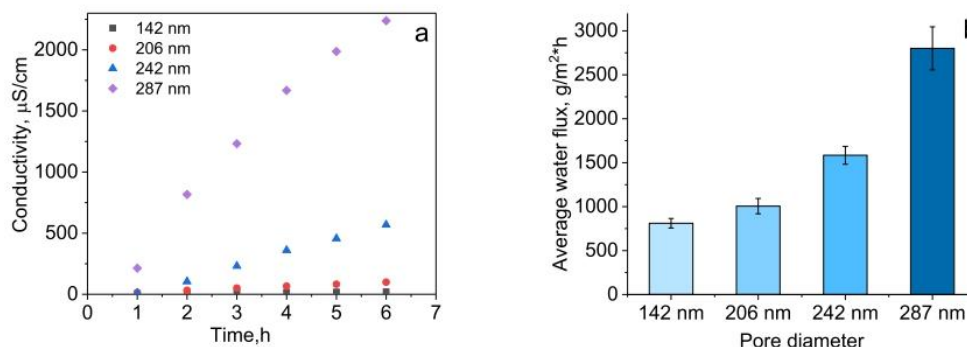 a
142 nm
206 nm
242 nm
287 nm
Conductivity, μS/cm
2000
1500
1000
500
0
0 1 2 3 4 5 6 7
Time,h
Average water flux, g/m²*h
3000
2500
2000
1500
1000
500
0
142 nm 206 nm 242 nm 287 nm
Pore diameter